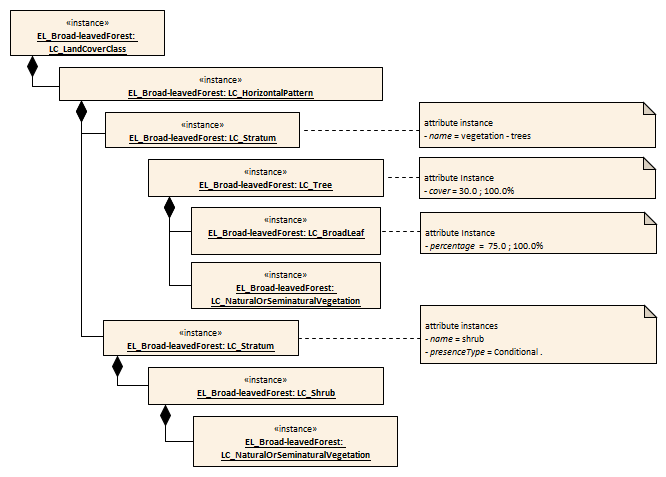 «instance»
EL_Broad-leavedForest:
LC_LandCoverClass
«instance»
EL_Broad-leavedForest: LC_HorizontalPattern
«instance»
EL_Broad-leavedForest: LC_Stratum
attribute instance
- name = vegetation - trees
«instance»
EL_Broad-leavedForest: LC_Tree
attribute Instance
- cover = 30.0 ; 100.0%
«instance»
EL_Broad-leavedForest: LC_BroadLeaf
attribute Instance
- percentage = 75.0 ; 100.0%
«instance»
EL_Broad-leavedForest:
LC_NaturalOrSeminaturalVegetation
«instance»
EL_Broad-leavedForest: LC_Stratum
attribute instances
- name = shrub
- presenceType = Conditional .
«instance»
EL_Broad-leavedForest: LC_Shrub
«instance»
EL_Broad-leavedForest:
LC_NaturalOrSeminaturalVegetation